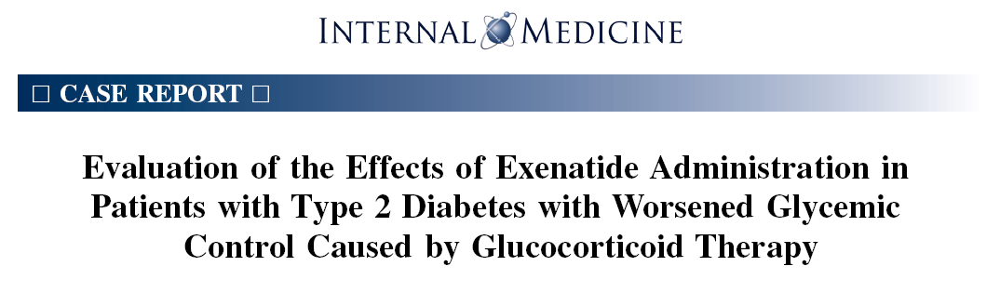 INTERNAL MEDICINE
□ CASE REPORT □
Evaluation of the Effects of Exenatide Administration in
Patients with Type 2 Diabetes with Worsened Glycemic
Control Caused by Glucocorticoid Therapy